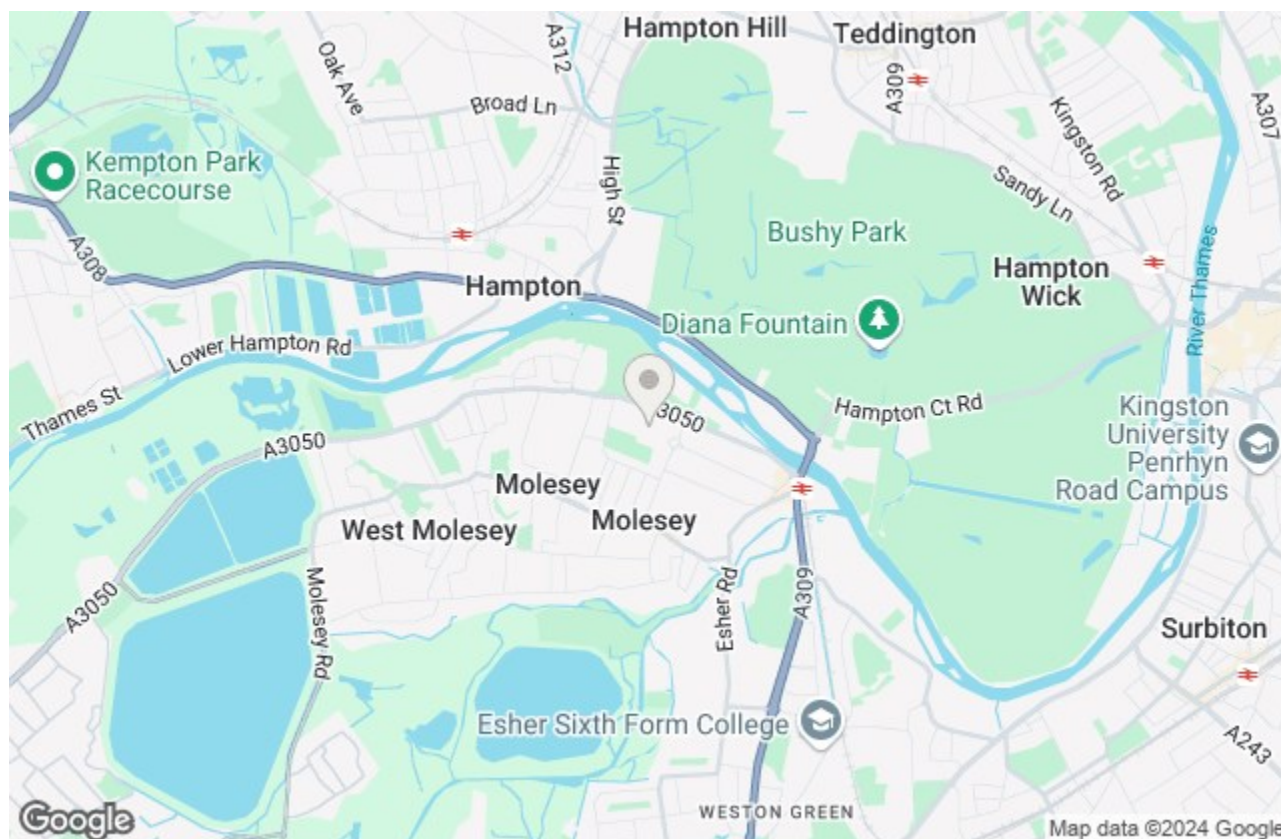 Hampton Hill
Teddington
A312
Oak Ave
Broad Ln
A309
A307
Kingston Rd
Kempton Park
Racecourse
High St
Sandy Ln
Bushy Park
A308
Hampton
Hampton
Wick
River Thames
Diana Fountain
Lower Hampton Rd
Thames St
A3050
A3050
Hampton Ct Rd
Kingston
University
Penrhyn
Road Campus
Molesey
Molesey
West Molesey
A3050
Molesey Rd
Esher Rd
A309
Surbiton
Esher Sixth Form College
A243
WESTON GREEN
Google
Map data ©2024 Google